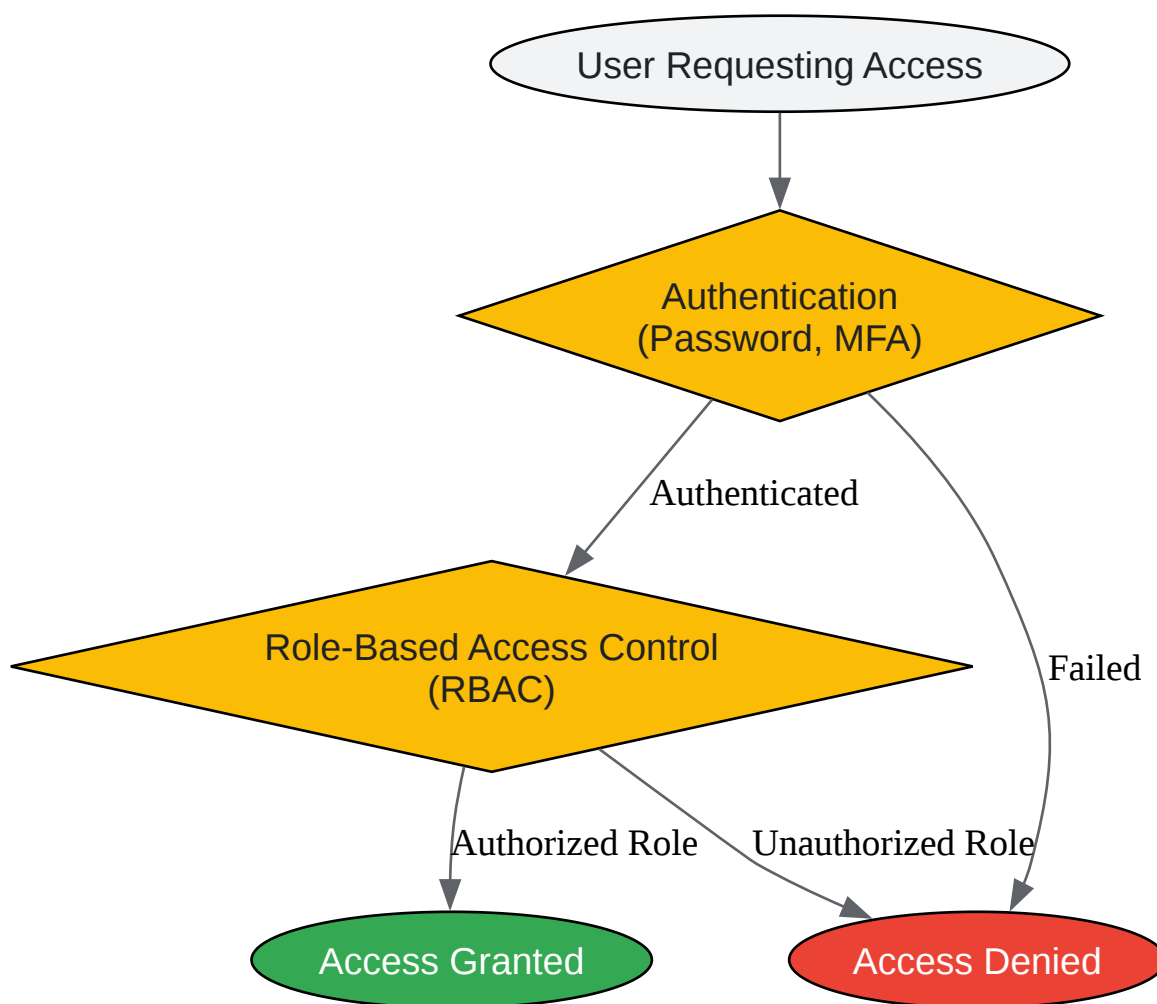 User Requesting Access
Authentication
(Password, MFA)
Authenticated
Role-Based Access Control
(RBAC)
Failed
Authorized Role
Unauthorized Role
Access Granted
Access Denied